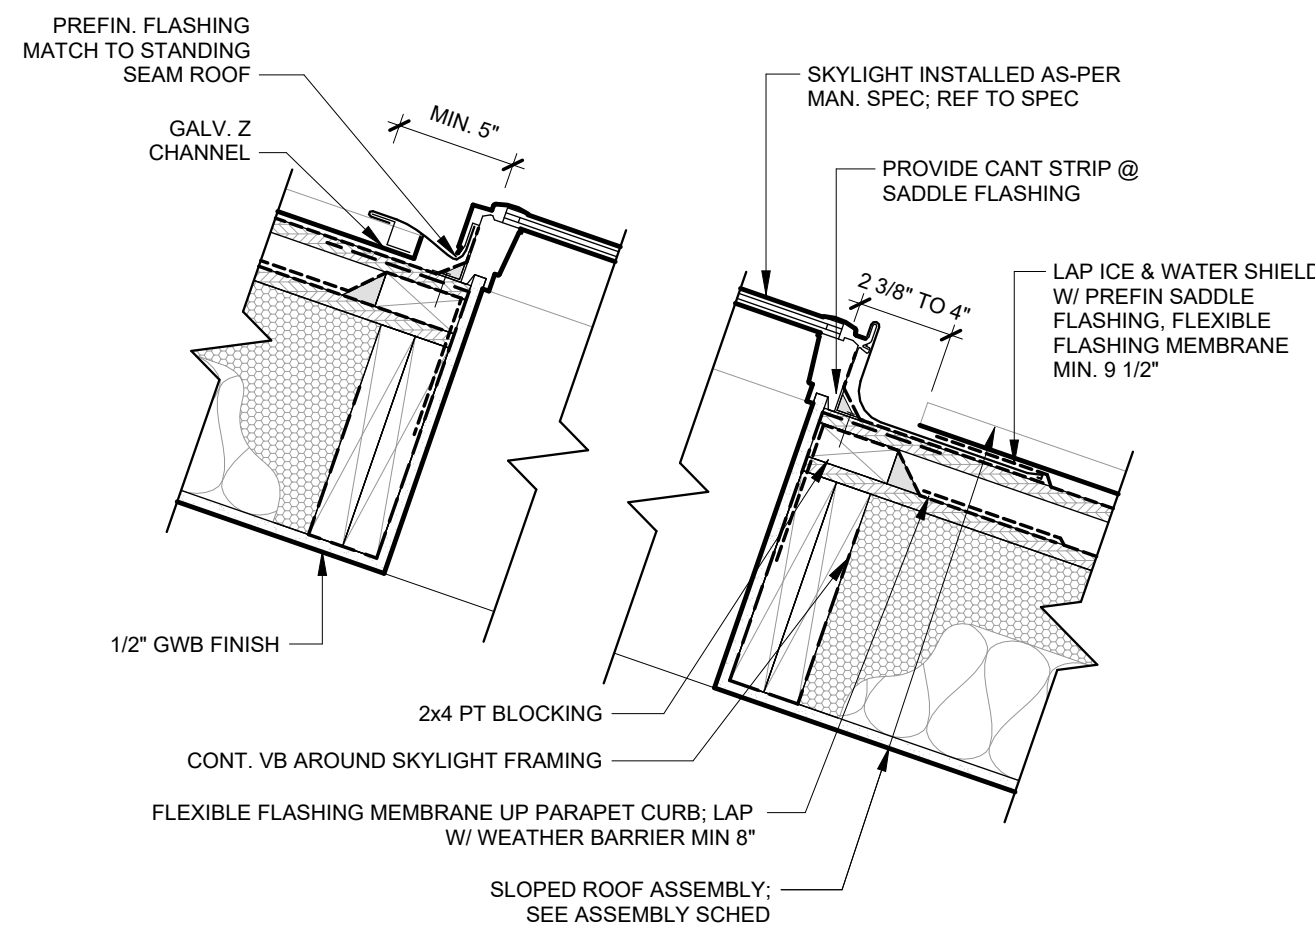 PREFIN. FLASHING
MATCH TO STANDING
SEAM ROOF
GALV. Z
CHANNEL
MIN. 5"
SKYLIGHT INSTALLED AS-PER
MAN. SPEC; REF TO SPEC
PROVIDE CANT STRIP @
SADDLE FLASHING
2 3/8" TO 4"
LAP ICE & WATER SHIELD
W/ PREFIN SADDLE
FLASHING, FLEXIBLE
FLASHING MEMBRANE
MIN. 9 1/2"
1/2" GWB FINISH
2x4 PT BLOCKING
CONT. VB AROUND SKYLIGHT FRAMING
FLEXIBLE FLASHING MEMBRANE UP PARAPET CURB; LAP
W/ WEATHER BARRIER MIN 8"
SLOPED ROOF ASSEMBLY;
SEE ASSEMBLY SCHED